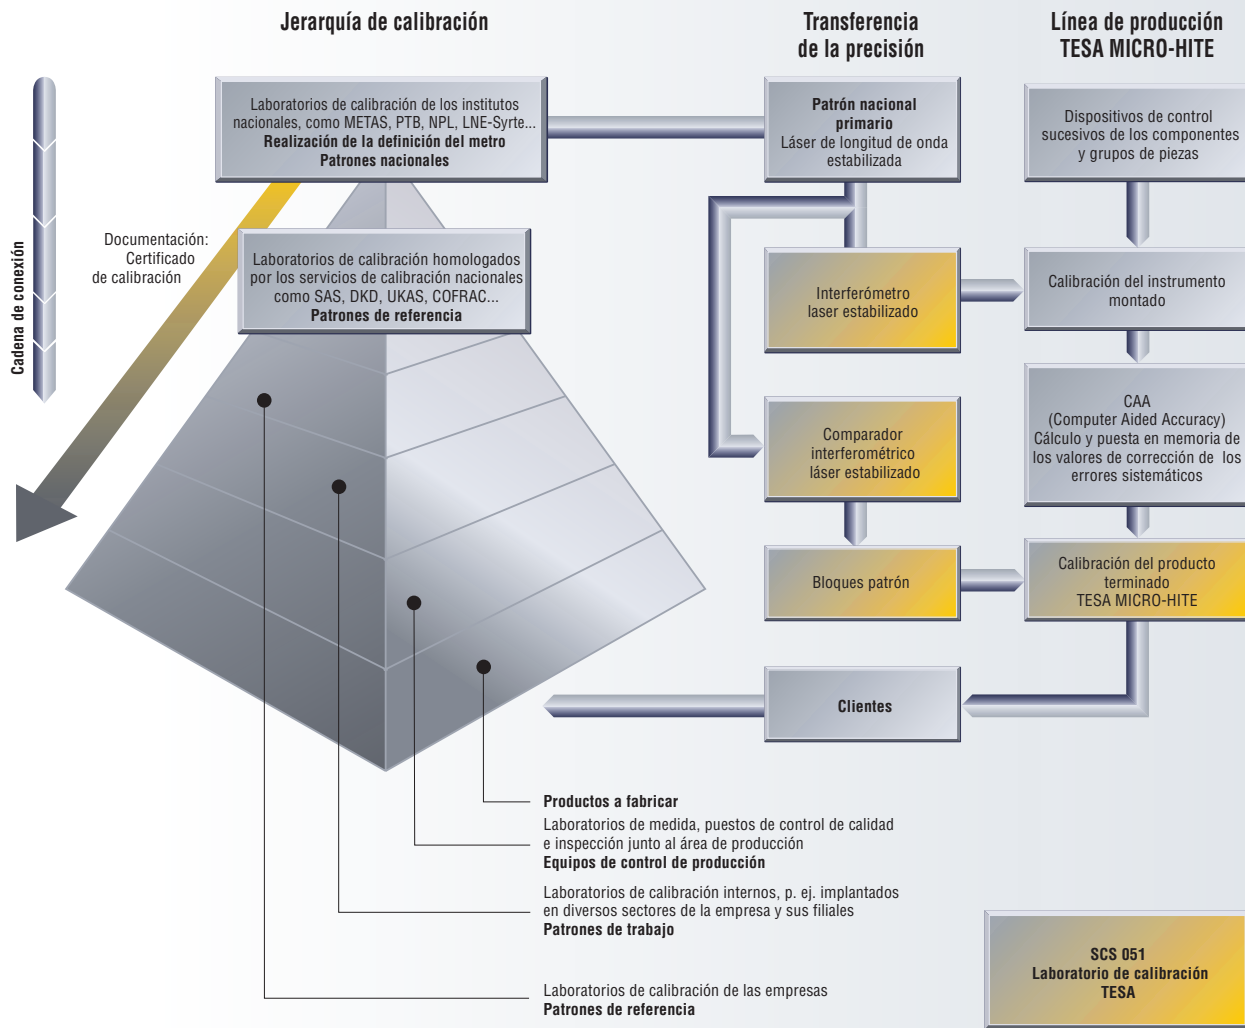 Jerarquía de calibración
Transferencia
de la precisión
Línea de producción
TESA MICRO-HITE
Cadena de conexión
Laboratorios de calibración de los institutos
nacionales, como METAS, PTB, NPL, LNE-Syrte...
Realización de la definición del metro
Patrones nacionales
Documentación:
Certificado
de calibración
Laboratorios de calibración homologados
por los servicios de calibración nacionales
como SAS, DKD, UKAS, COFRAC...
Patrones de referencia
Patrón nacional
primario
Láser de longitud de onda
estabilizada
Interferómetro
laser estabilizado
Comparador
interferométrico
láser estabilizado
Bloques patrón
Clientes
Dispositivos de control
sucesivos de los componentes
y grupos de piezas
Calibración del instrumento
montado
CAA
(Computer Aided Accuracy)
Cálculo y puesta en memoria de
los valores de corrección de los
errores sistemáticos
Calibración del producto
terminado
TESA MICRO-HITE
Productos a fabricar
Laboratorios de medida, puestos de control de calidad
e inspección junto al área de producción
Equipos de control de producción
Laboratorios de calibración internos, p. ej. implantados
en diversos sectores de la empresa y sus filiales
Patrones de trabajo
Laboratorios de calibración de las empresas
Patrones de referencia
SCS 051
Laboratorio de calibración
TESA